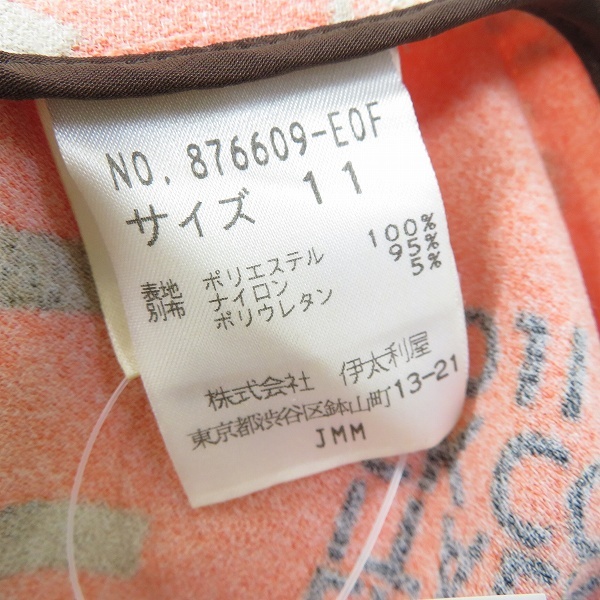 NO. 876609-E0F
サイズ 11
表地 ポリエステル 100%
別布 ナイロン 95%
ポリウレタン 5%
株式会社 伊太利屋
東京都渋谷区鉢山町13-21
JMM